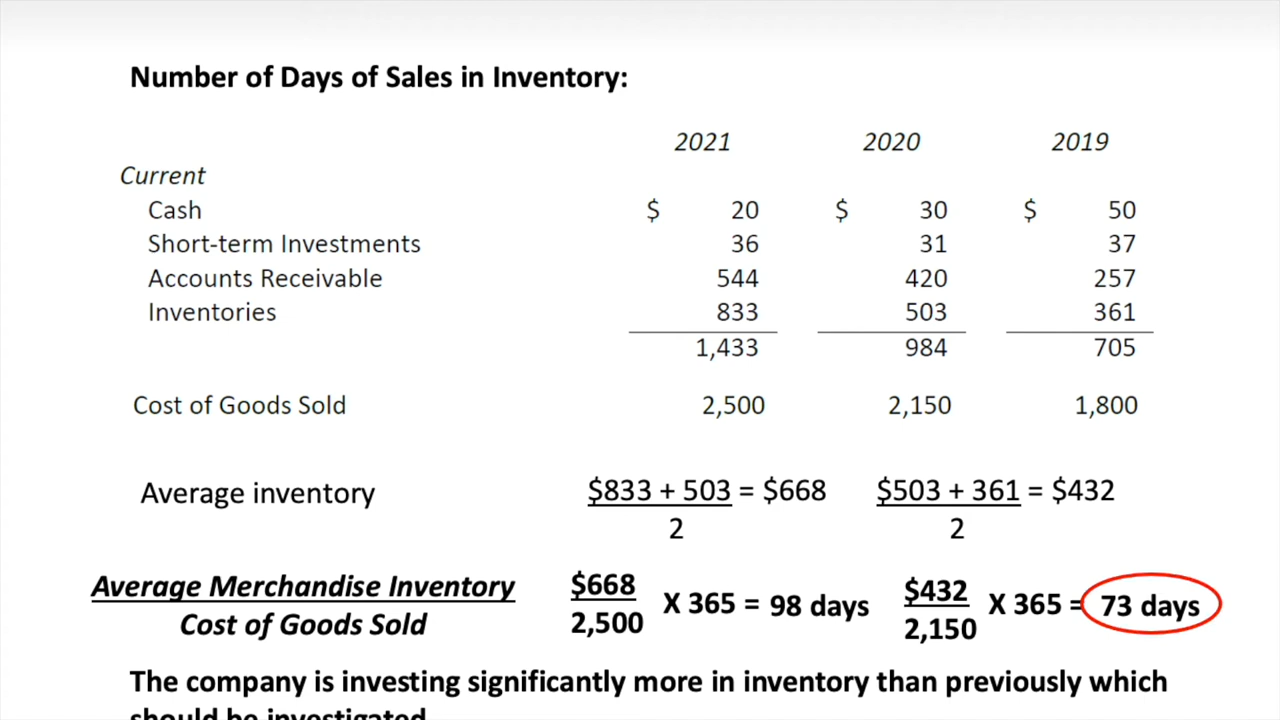 Number of Days of Sales in Inventory:
2021 2020 2019
Current
Cash $ 20 $ 30 $ 50
Short-term Investments 36 31 37
Accounts Receivable 544 420 257
Inventories 833 503 361
1,433 984 705
Cost of Goods Sold 2,500 2,150 1,800
Average inventory $833 + 503 = $668 $503 + 361 = $432
2 2
Average Merchandise Inventory $668 X 365 = 98 days $432 X 365 = 73 days
Cost of Goods Sold 2,500 2,150
The company is investing significantly more in inventory than previously which
should be investigated